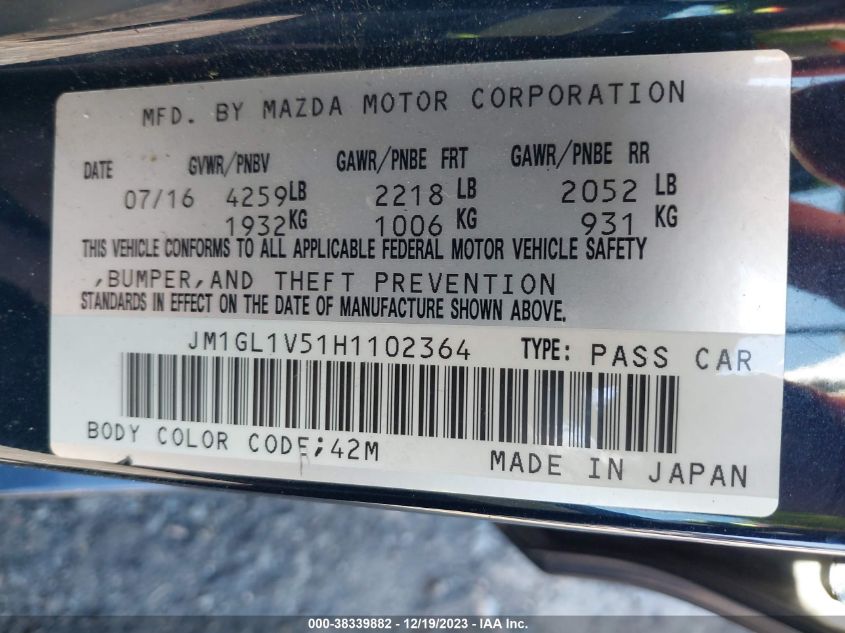 MFD. BY MAZDA MOTOR CORPORATION
DATE GVWR/PNBV GAWR/PNBE FRT GAWR/PNBE RR
07/16 4259LB 2218 LB 2052 LB
1932KG 1006 KG 931 KG
THIS VEHICLE CONFORMS TO ALL APPLICABLE FEDERAL MOTOR VEHICLE SAFETY
,BUMPER,AND THEFT PREVENTION
STANDARDS IN EFFECT ON THE DATE OF MANUFACTURE SHOWN ABOVE.
JM1GL1V51H1102364 TYPE: PASS CAR
BODY COLOR CODE;42M
MADE IN JAPAN
000-38339882 - 12/19/2023 - IAA Inc.